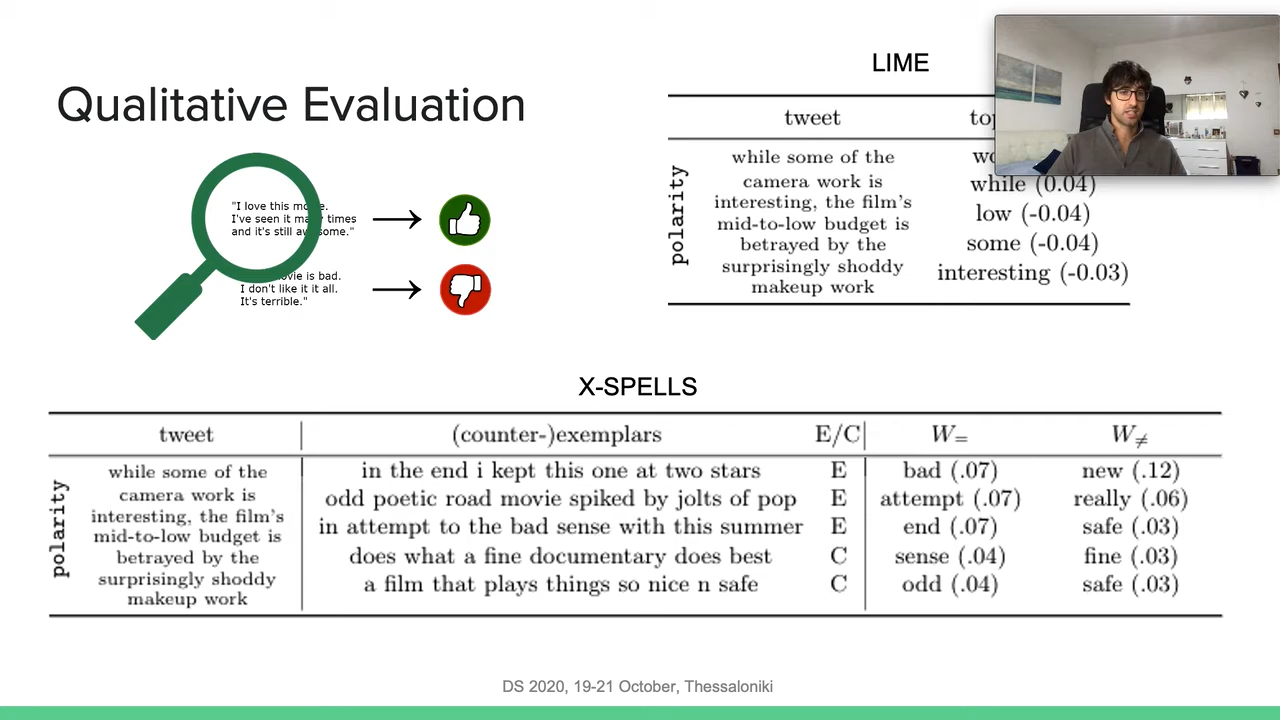 Qualitative Evaluation
"I love this
I've seen it many times
and it's still awesome."
movie is bad.
I don't like it it all.
It's terrible."
LIME
tweet
polarity
while some of the
camera work is
interesting, the film's
mid-to-low budget is
betrayed by the
surprisingly shoddy
makeup work
while (0.04)
low (-0.04)
some (-0.04)
interesting (-0.03)
X-SPELLS
tweet (counter-)exemplars E/C W= W≠
polarity
while some of the
camera work is
interesting, the film's
mid-to-low budget is
betrayed by the
surprisingly shoddy
makeup work
in the end i kept this one at two stars E bad (.07) new (.12)
odd poetic road movie spiked by jolts of pop E attempt (.07) really (.06)
in attempt to the bad sense with this summer E end (.07) safe (.03)
does what a fine documentary does best C sense (.04) fine (.03)
a film that plays things so nice n safe C odd (.04) safe (.03)
DS 2020, 19-21 October, Thessaloniki